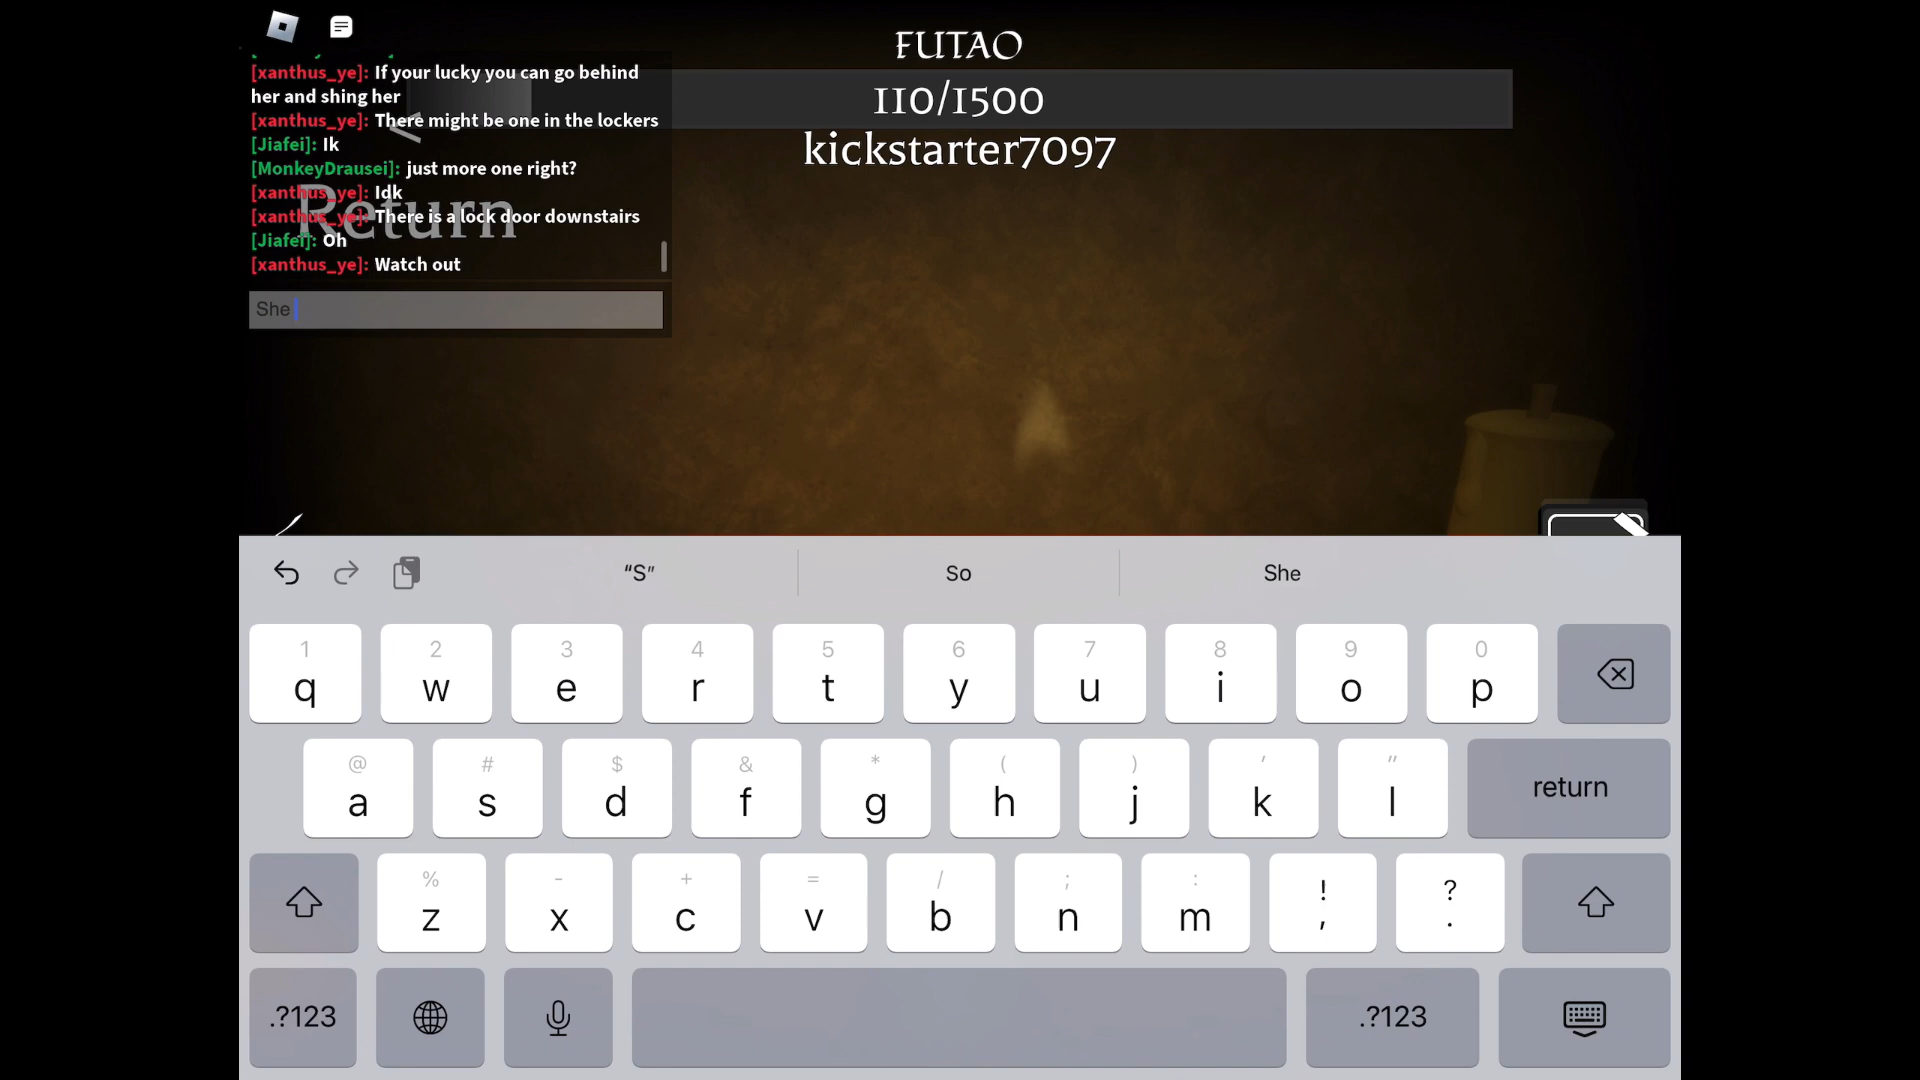 FUTAO
110/1500
kickstarter7097
[xanthus_ye]: If your lucky you can go behind
her and shing her
[xanthus_ye]: There might be one in the lockers
[Jiafei]: Ik
[MonkeyDrausei]: just more one right?
[xanthus_ye]: Idk
[xanthus_ye]: There is a lock door downstairs
[Jiafei]: Oh
[xanthus_ye]: Watch out
<
Return
She
“S” So She
1 2 3 4 5 6 7 8 9 0
q w e r t y u i o p
@ # $ & * ( ) ' "
a s d f g h j k l return
% - + = / ; : ! ?
z x c v b n m , .
.?123 .?123